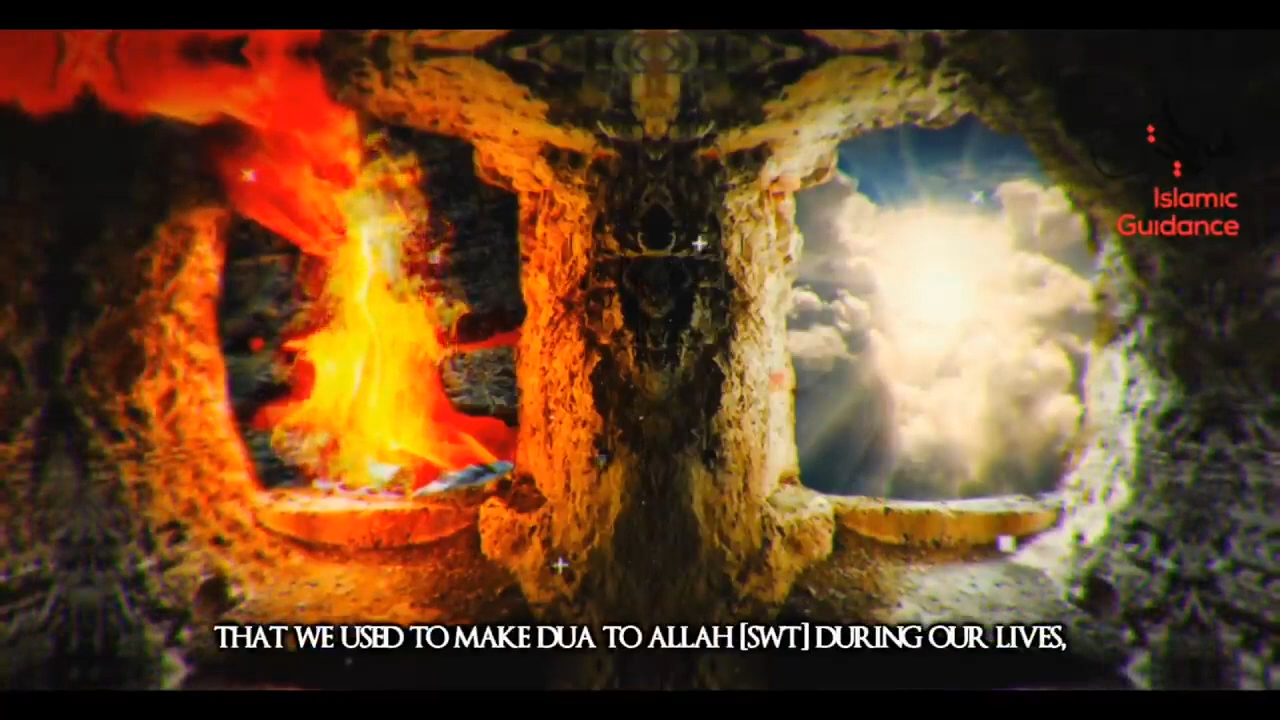 Islamic
Guidance
THAT WE USED TO MAKE DUA TO ALLAH [SWT] DURING OUR LIVES,